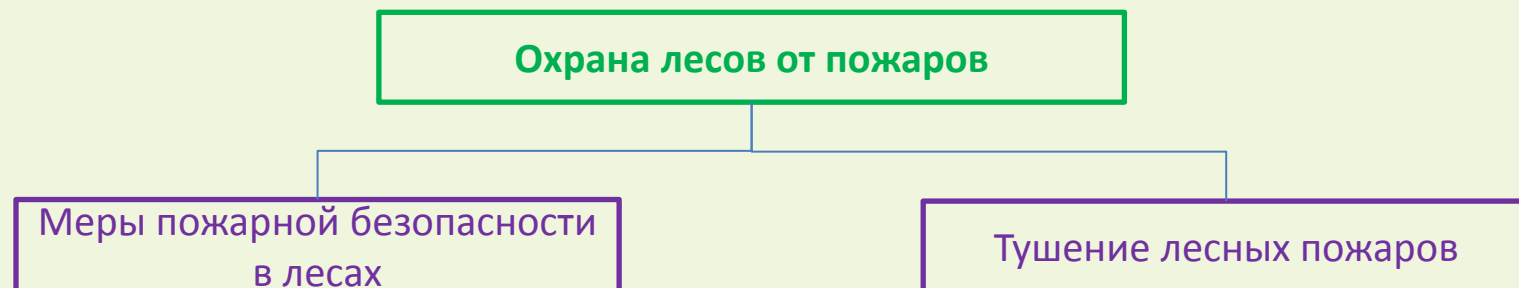 Охрана лесов от пожаров
Меры пожарной безопасности
в лесах
Тушение лесных пожаров